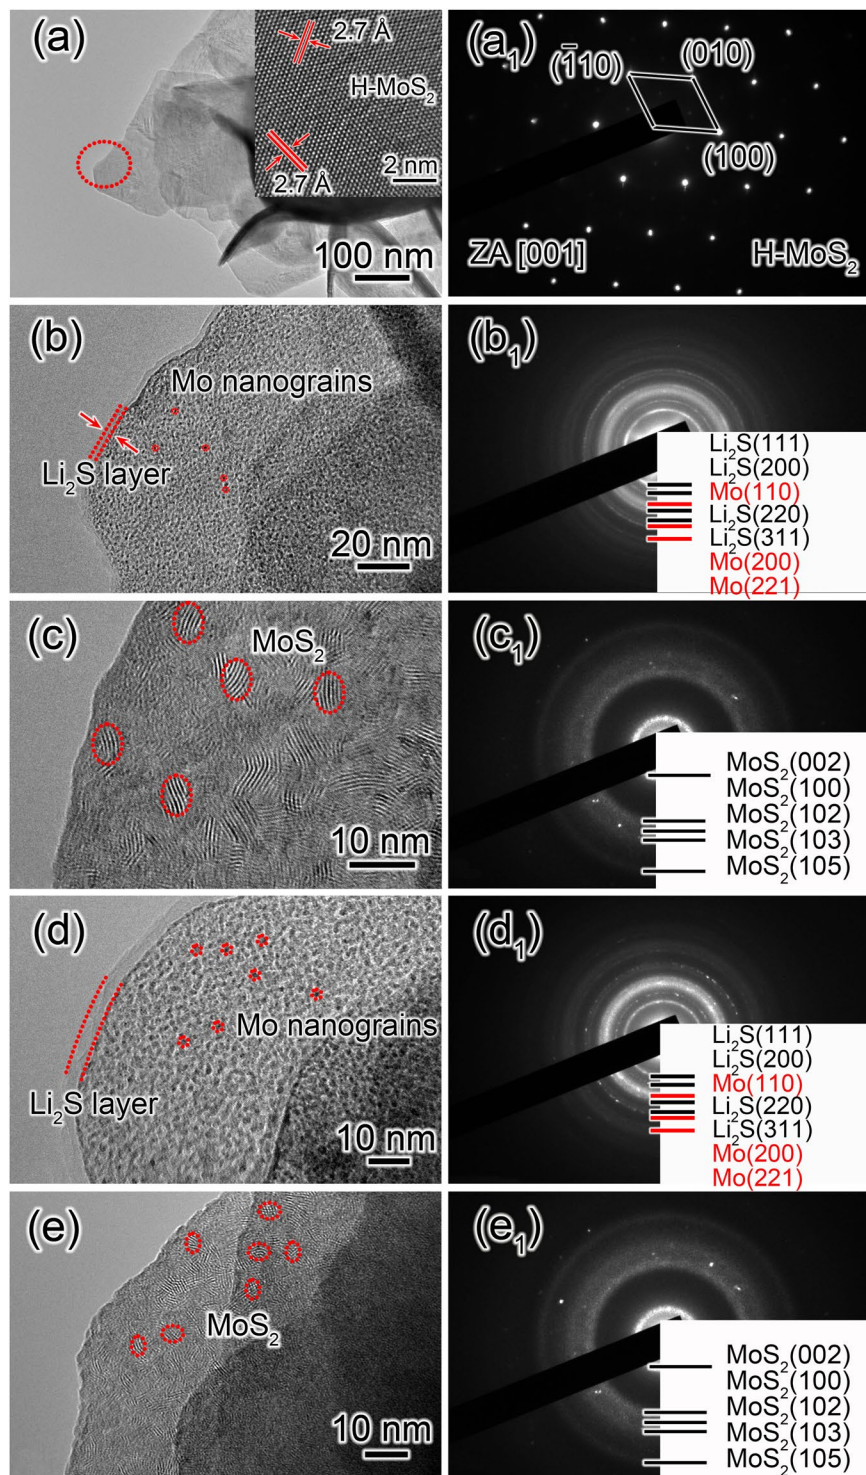 (a)
2.7 Å
H-MoS₂
2.7 Å
2 nm
100 nm
(a₁)
(1̄10)
(010)
(100)
ZA [001]
H-MoS₂
(b)
Mo nanograins
Li₂S layer
20 nm
(b₁)
Li₂S(111)
Li₂S(200)
Mo(110)
Li₂S(220)
Li₂S(311)
Mo(200)
Mo(221)
(c)
MoS₂
10 nm
(c₁)
MoS₂(002)
MoS₂(100)
MoS₂(102)
MoS₂(103)
MoS₂(105)
(d)
Mo nanograins
Li₂S layer
10 nm
(d₁)
Li₂S(111)
Li₂S(200)
Mo(110)
Li₂S(220)
Li₂S(311)
Mo(200)
Mo(221)
(e)
MoS₂
10 nm
(e₁)
MoS₂(002)
MoS₂(100)
MoS₂(102)
MoS₂(103)
MoS₂(105)